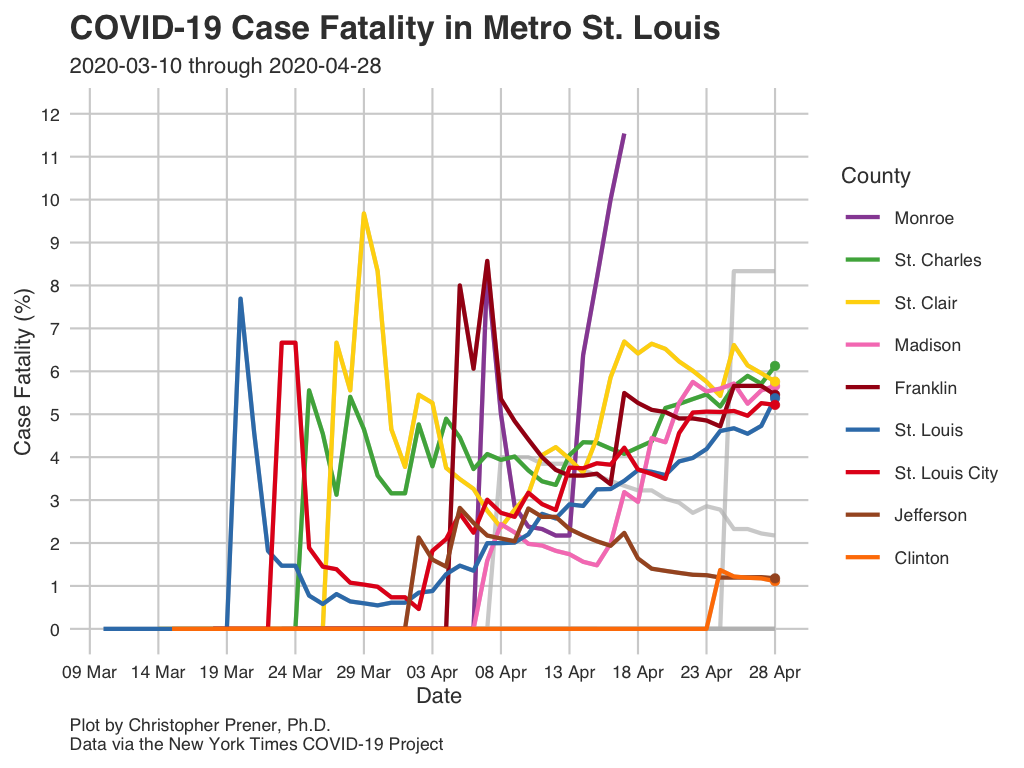 COVID-19 Case Fatality in Metro St. Louis
2020-03-10 through 2020-04-28
Case Fatality (%)
12
11
10
9
8
7
6
5
4
3
2
1
0
09 Mar 14 Mar 19 Mar 24 Mar 29 Mar 03 Apr 08 Apr 13 Apr 18 Apr 23 Apr 28 Apr
Date
County
Monroe
St. Charles
St. Clair
Madison
Franklin
St. Louis
St. Louis City
Jefferson
Clinton
Plot by Christopher Prener, Ph.D.
Data via the New York Times COVID-19 Project